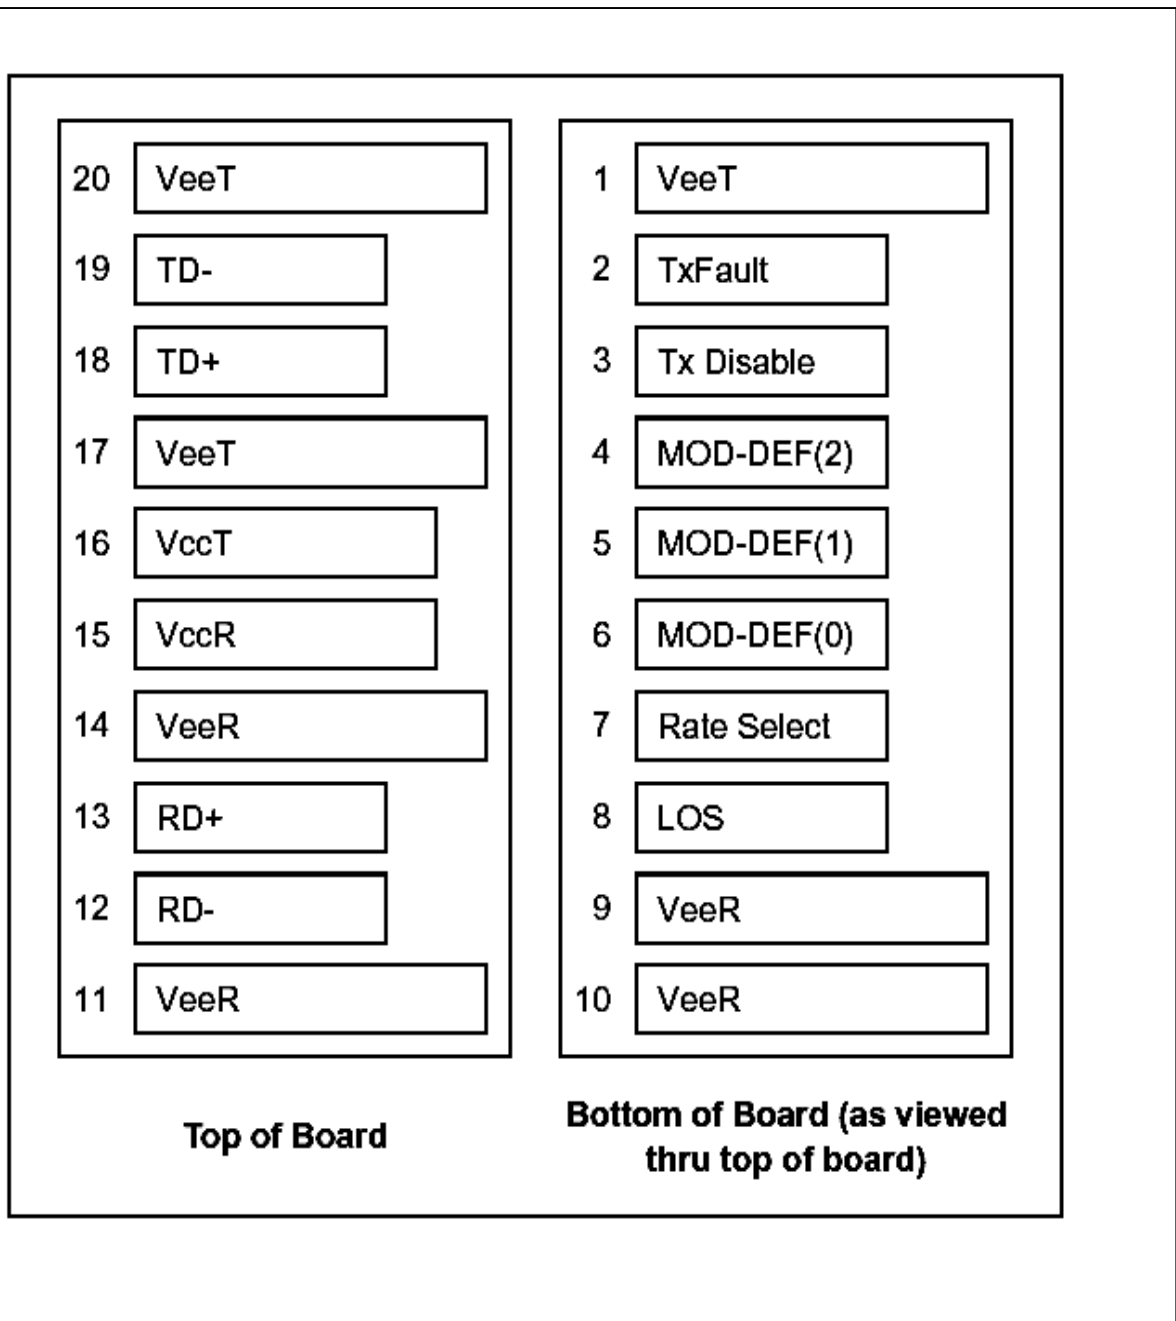 20 VeeT
19 TD-
18 TD+
17 VeeT
16 VccT
15 VccR
14 VeeR
13 RD+
12 RD-
11 VeeR
Top of Board
1 VeeT
2 TxFault
3 Tx Disable
4 MOD-DEF(2)
5 MOD-DEF(1)
6 MOD-DEF(0)
7 Rate Select
8 LOS
9 VeeR
10 VeeR
Bottom of Board (as viewed
thru top of board)